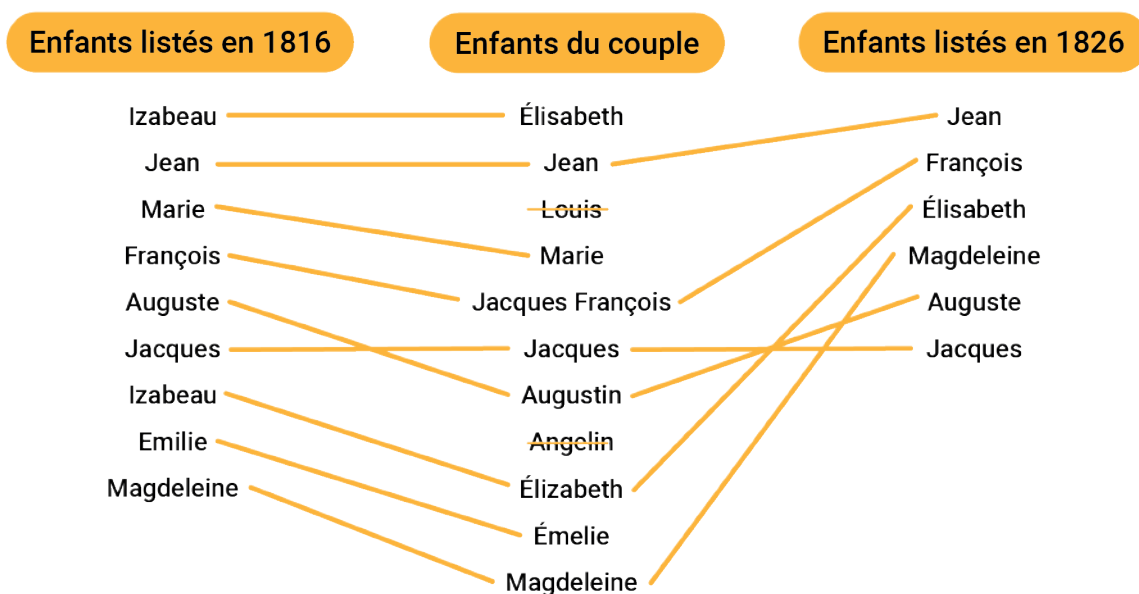 Enfants listés en 1816
Izabeau
Jean
Marie
François
Auguste
Jacques
Izabeau
Emilie
Magdeleine
Enfants du couple
Élisabeth
Jean
Louis
Marie
Jacques François
Jacques
Augustin
Angelin
Élizabeth
Émelie
Magdeleine
Enfants listés en 1826
Jean
François
Élisabeth
Magdeleine
Auguste
Jacques